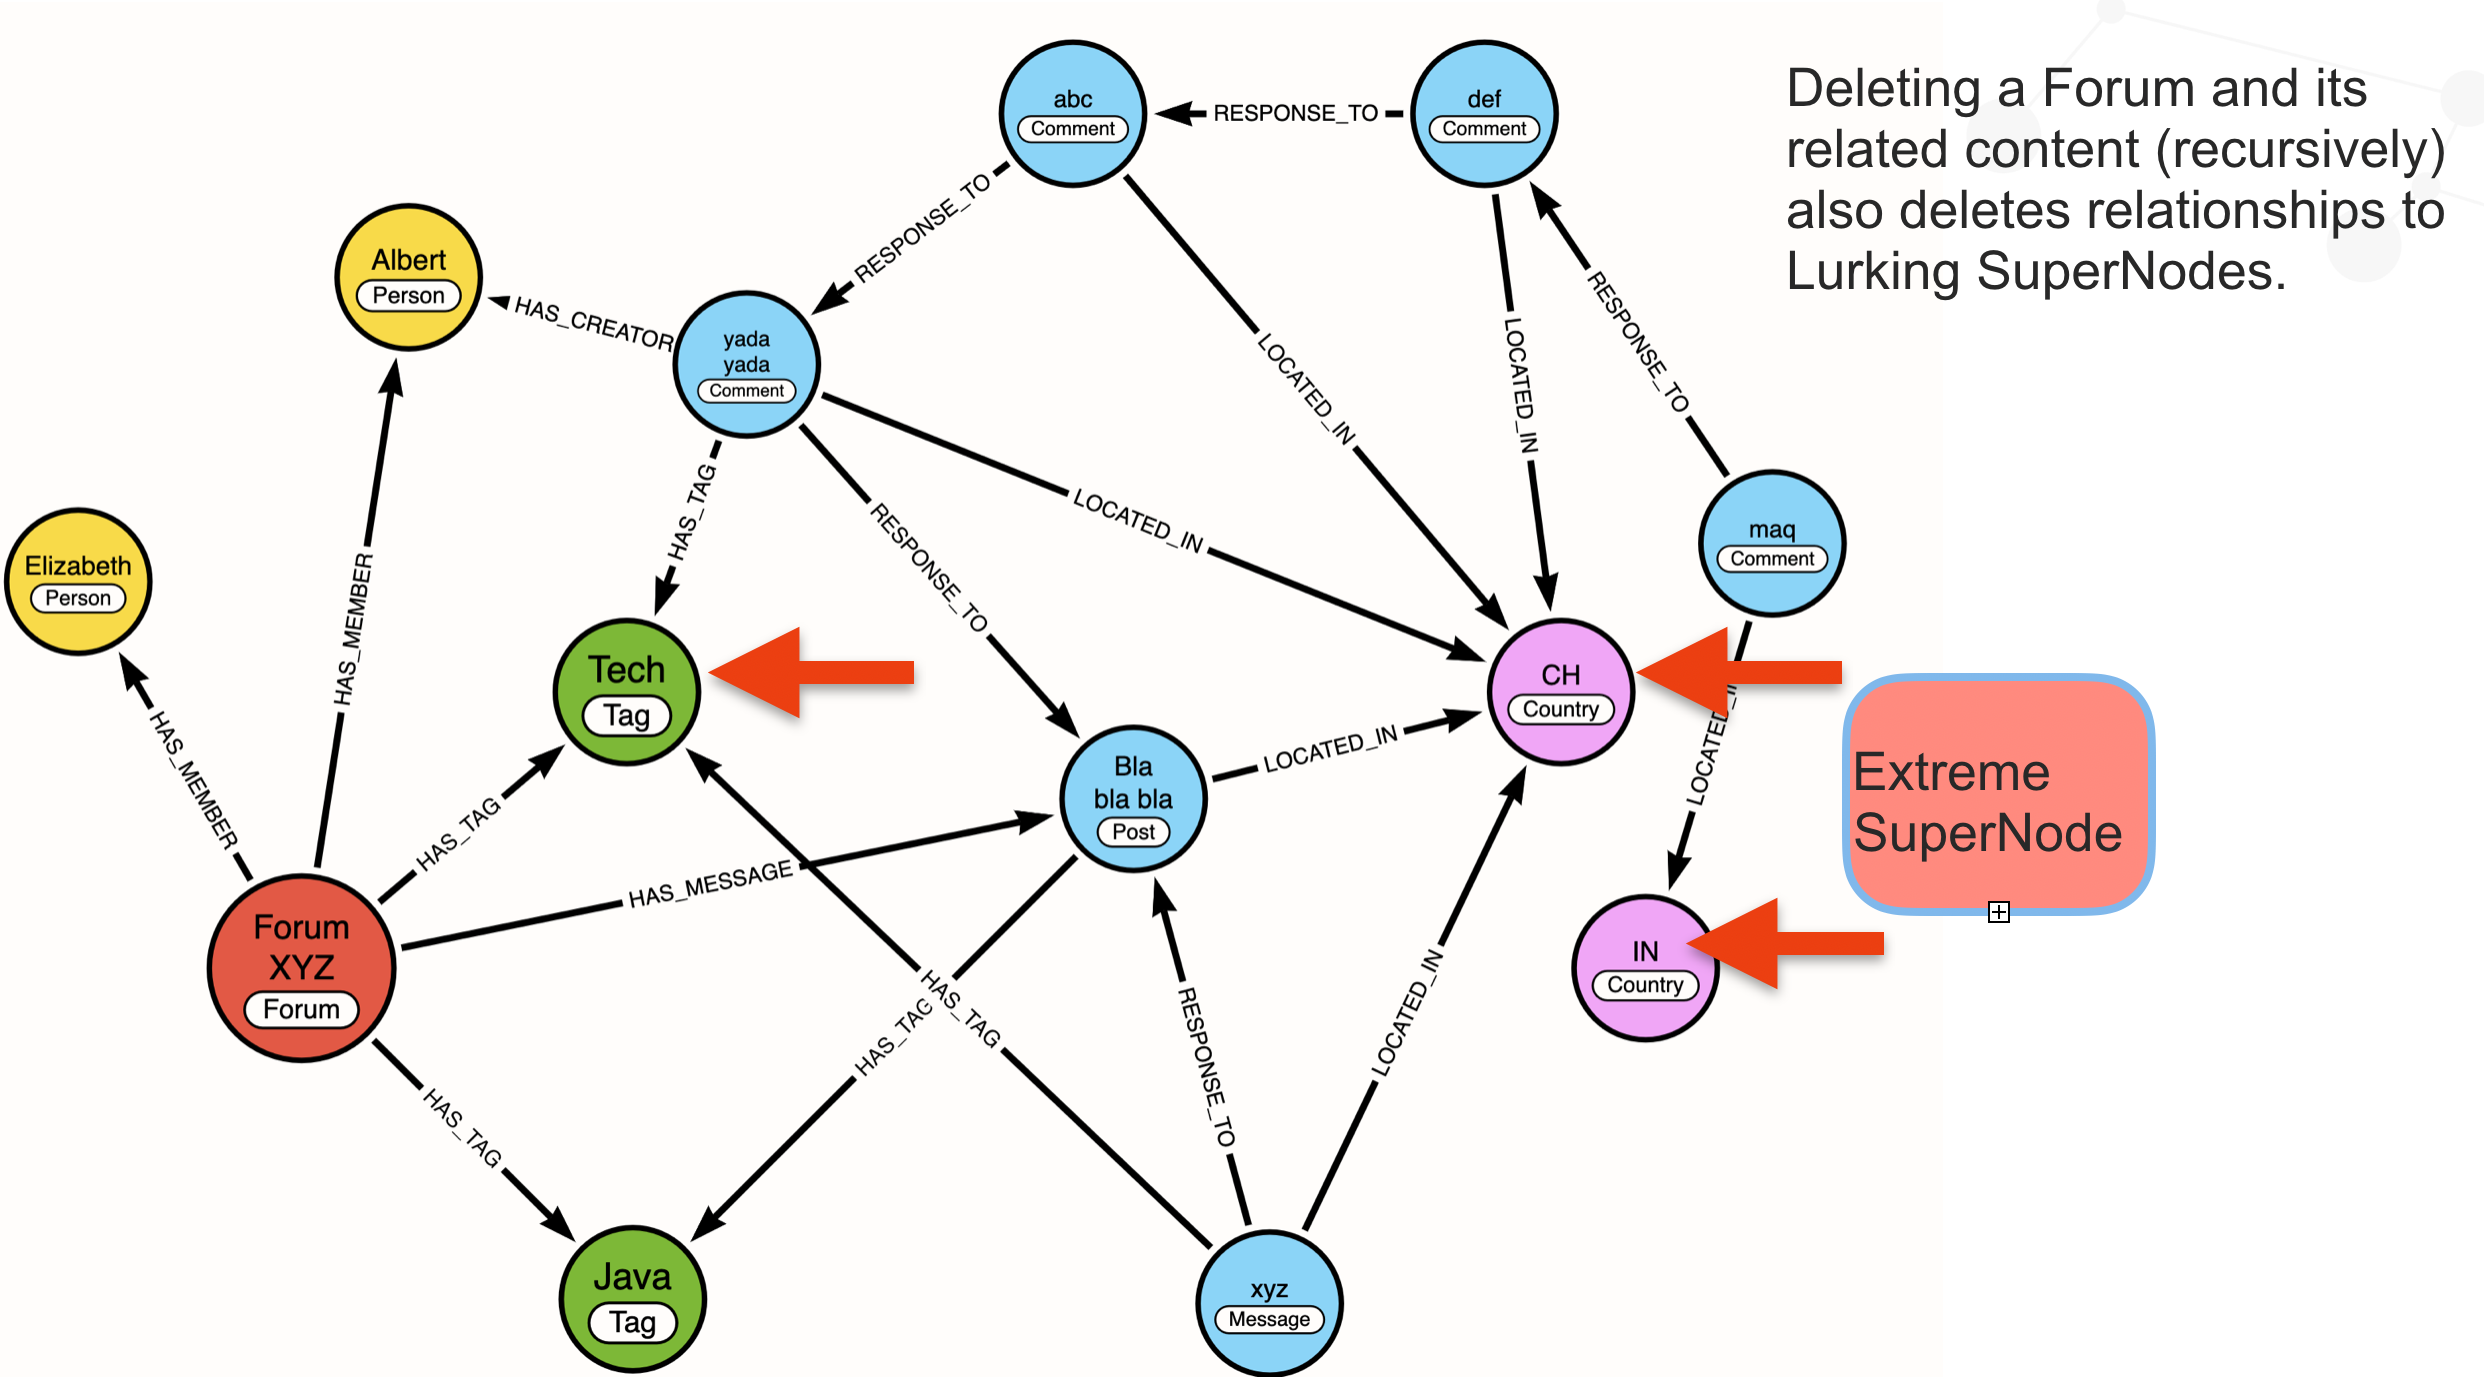 Deleting a Forum and its
related content (recursively)
also deletes relationships to
Lurking SuperNodes.
abc
Comment
RESPONSE_TO
def
Comment
RESPONSE_TO
Albert
Person
HAS_CREATOR
yada
yada
Comment
RESPONSE_TO
LOCATED_IN
LOCATED_IN
HAS_TAG
RESPONSE_TO
LOCATED_IN
maq
Comment
Elizabeth
Person
HAS_MEMBER
HAS_MEMBER
Tech
Tag
CH
Country
LOCATED_IN
Extreme
SuperNode
Bla
bla bla
Post
LOCATED_IN
HAS_TAG
HAS_MESSAGE
Forum
XYZ
Forum
IN
Country
HAS_TAG
HAS_TAG
RESPONSE_TO
LOCATED_IN
HAS_TAG
Java
Tag
xyz
Message